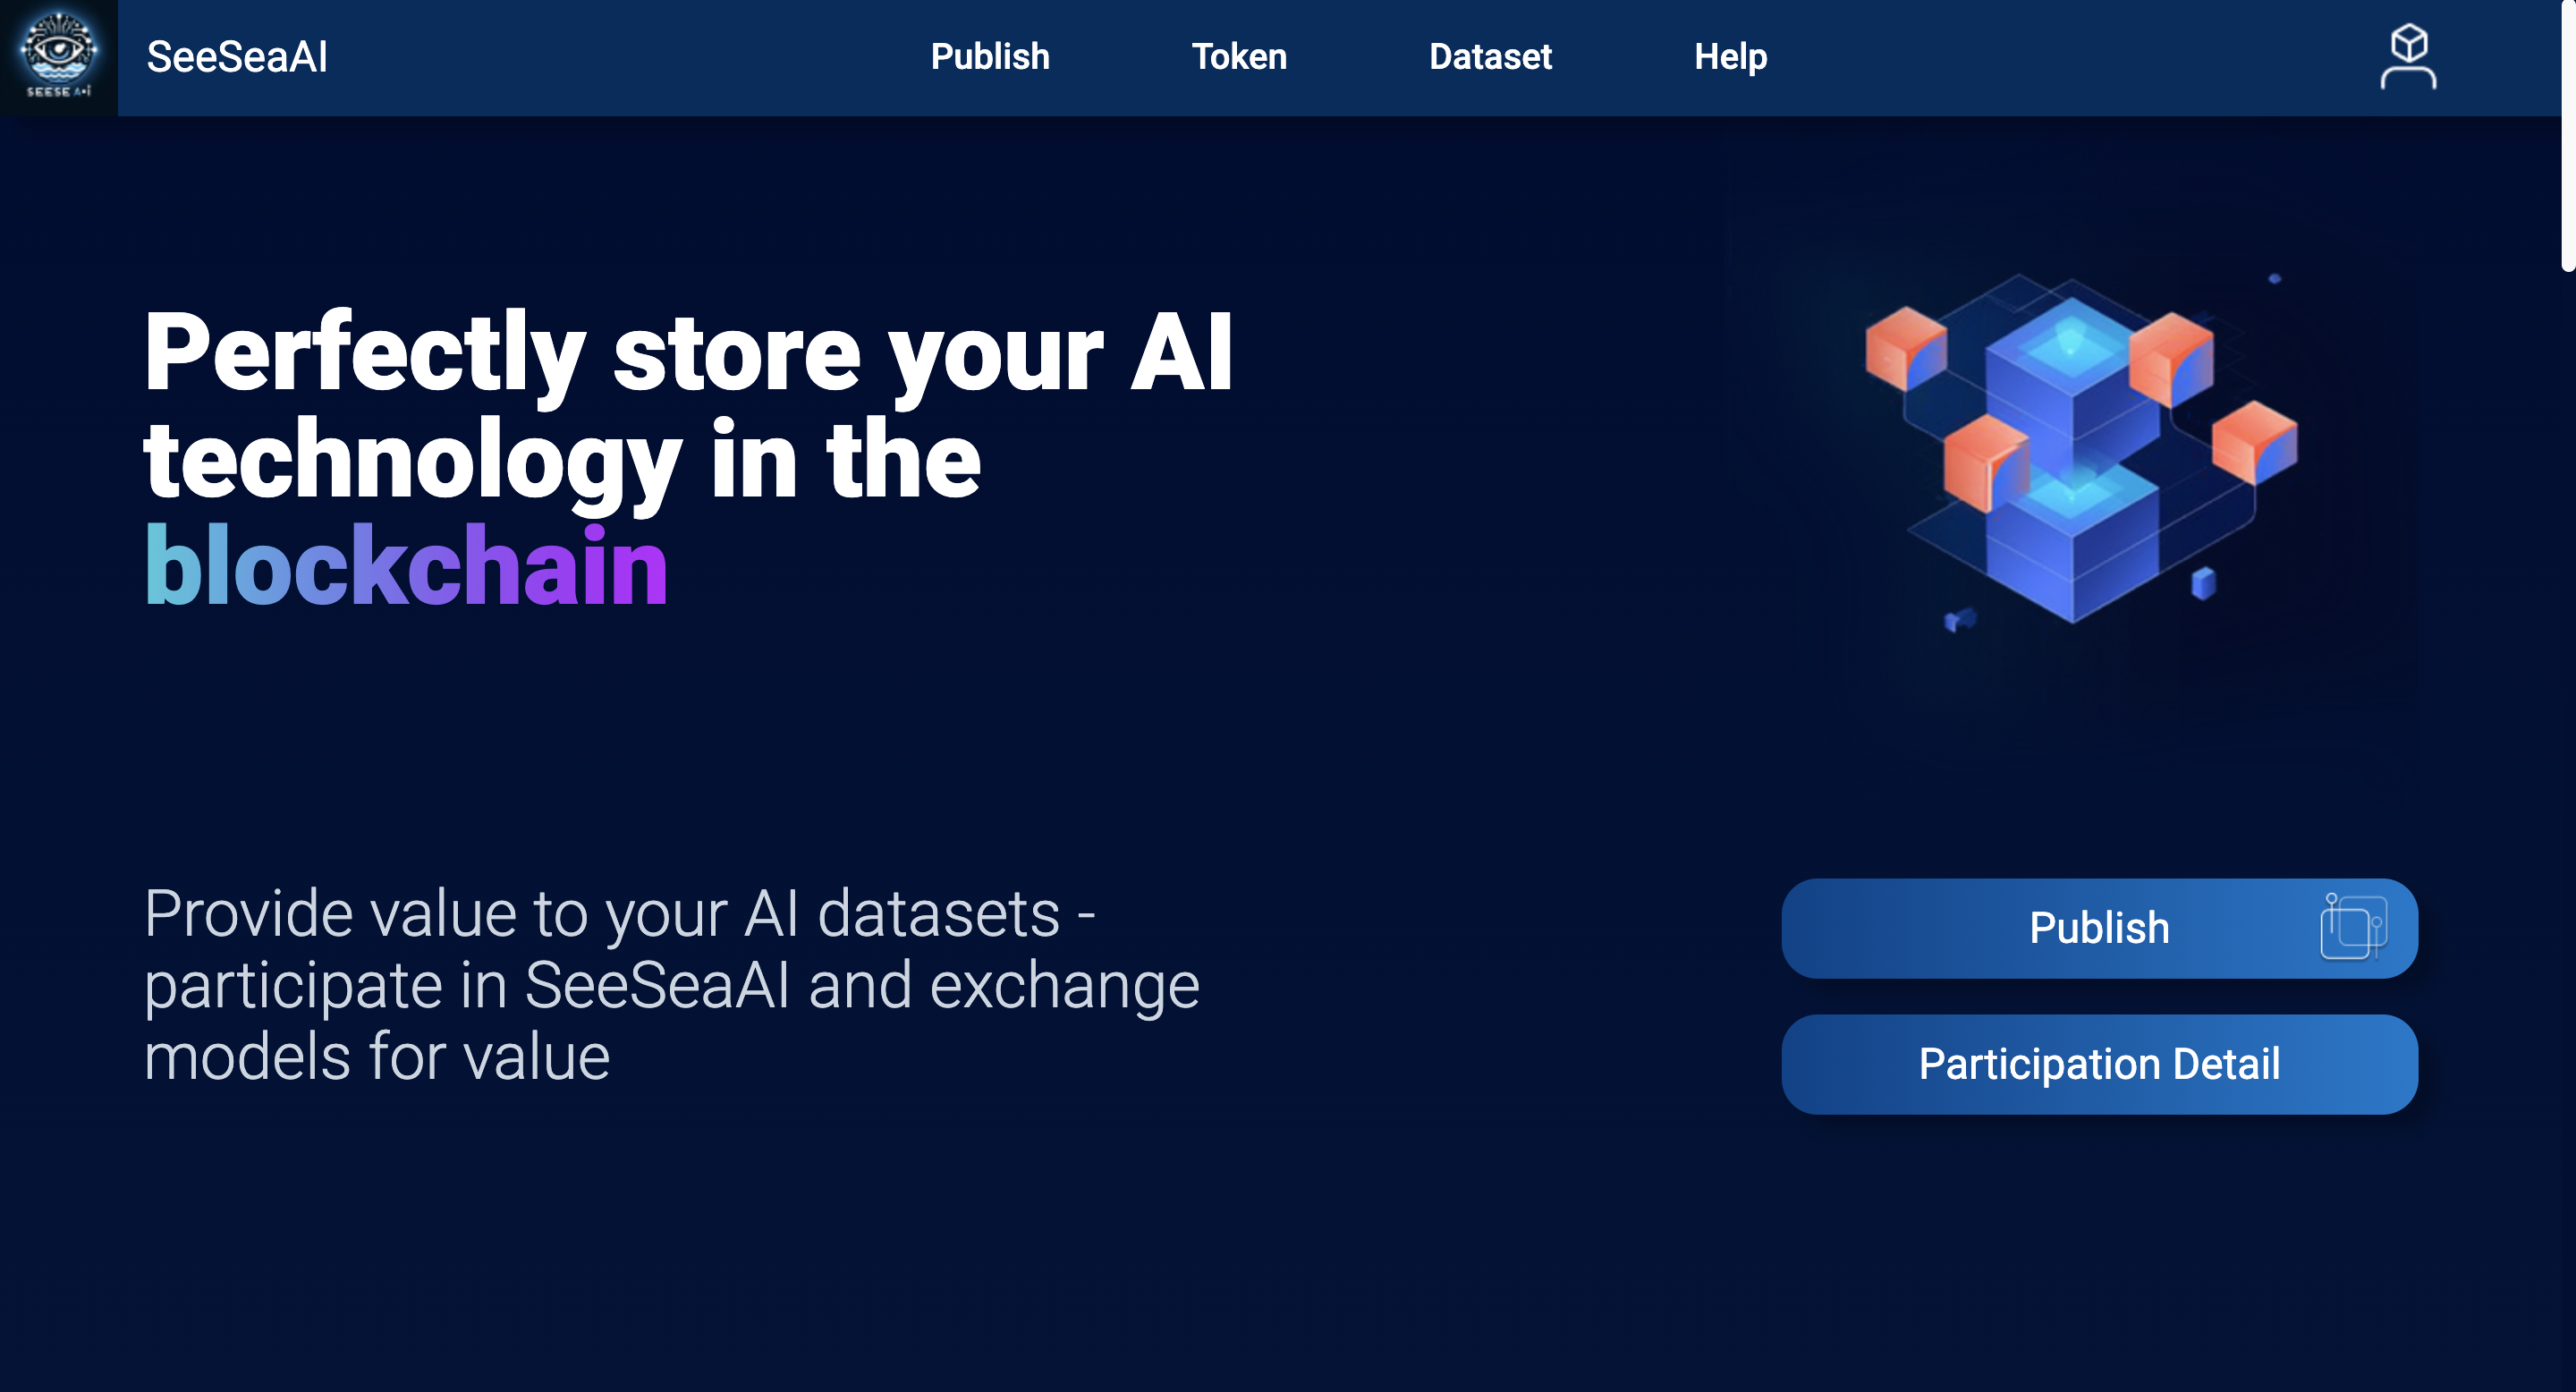 SEESE A•i
SeeSeaAI
Publish
Token
Dataset
Help
Perfectly store your AI
technology in the
blockchain
Provide value to your AI datasets -
participate in SeeSeaAI and exchange
models for value
Publish
Participation Detail